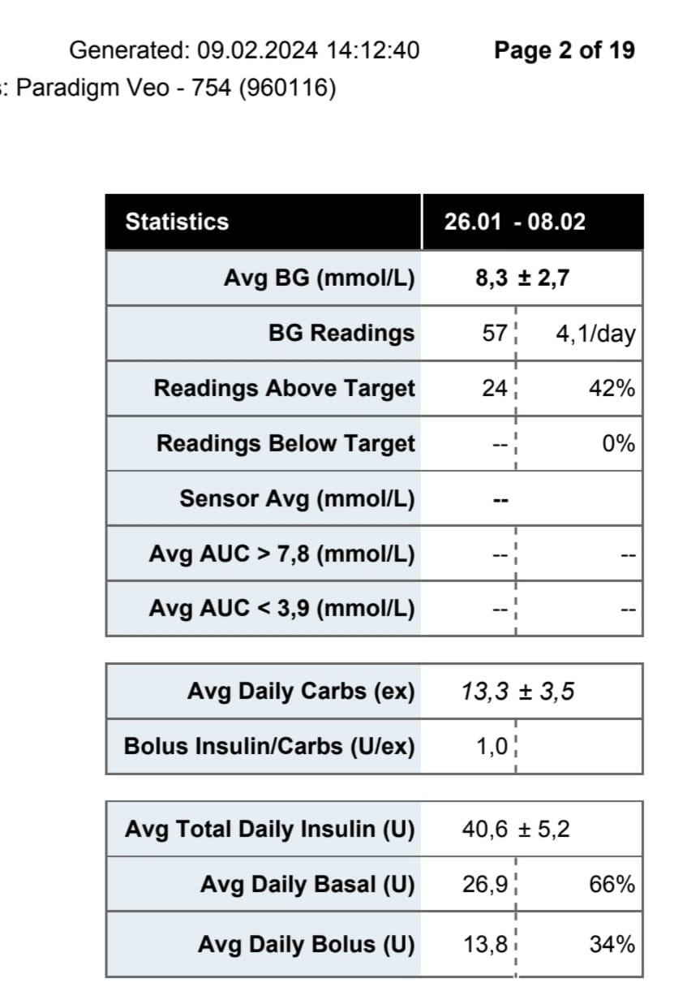 Generated: 09.02.2024 14:12:40 Page 2 of 19
: Paradigm Veo - 754 (960116)
Statistics 26.01 - 08.02
Avg BG (mmol/L) 8,3 ± 2,7
BG Readings 57 4,1/day
Readings Above Target 24 42%
Readings Below Target -- 0%
Sensor Avg (mmol/L) --
Avg AUC > 7,8 (mmol/L) -- --
Avg AUC < 3,9 (mmol/L) -- --
Avg Daily Carbs (ex) 13,3 ± 3,5
Bolus Insulin/Carbs (U/ex) 1,0
Avg Total Daily Insulin (U) 40,6 ± 5,2
Avg Daily Basal (U) 26,9 66%
Avg Daily Bolus (U) 13,8 34%